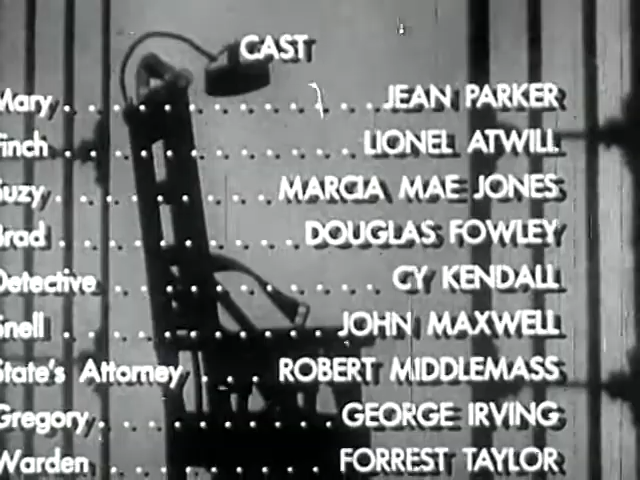 CAST
Mary . . . . . . . . . . . . . . . JEAN PARKER
inch . . . . . . . . . . . . . . LIONEL ATWILL
Suzy . . . . . . . . . . . MARCIA MAE JONES
Brad . . . . . . . . . . . . DOUGLAS FOWLEY
Detective . . . . . . . . . . . . . CY KENDALL
Snell . . . . . . . . . . . . . JOHN MAXWELL
State's Attorney . . . ROBERT MIDDLEMASS
Gregory . . . . . . . . . . GEORGE IRVING
Warden . . . . . . . . . . FORREST TAYLOR